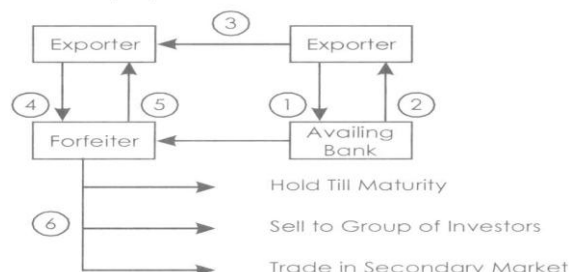 3
Exporter Exporter
4 5 1 2
Forfeiter Availing
Bank
Hold Till Maturity
6 Sell to Group of Investors
Trade in Secondary Market